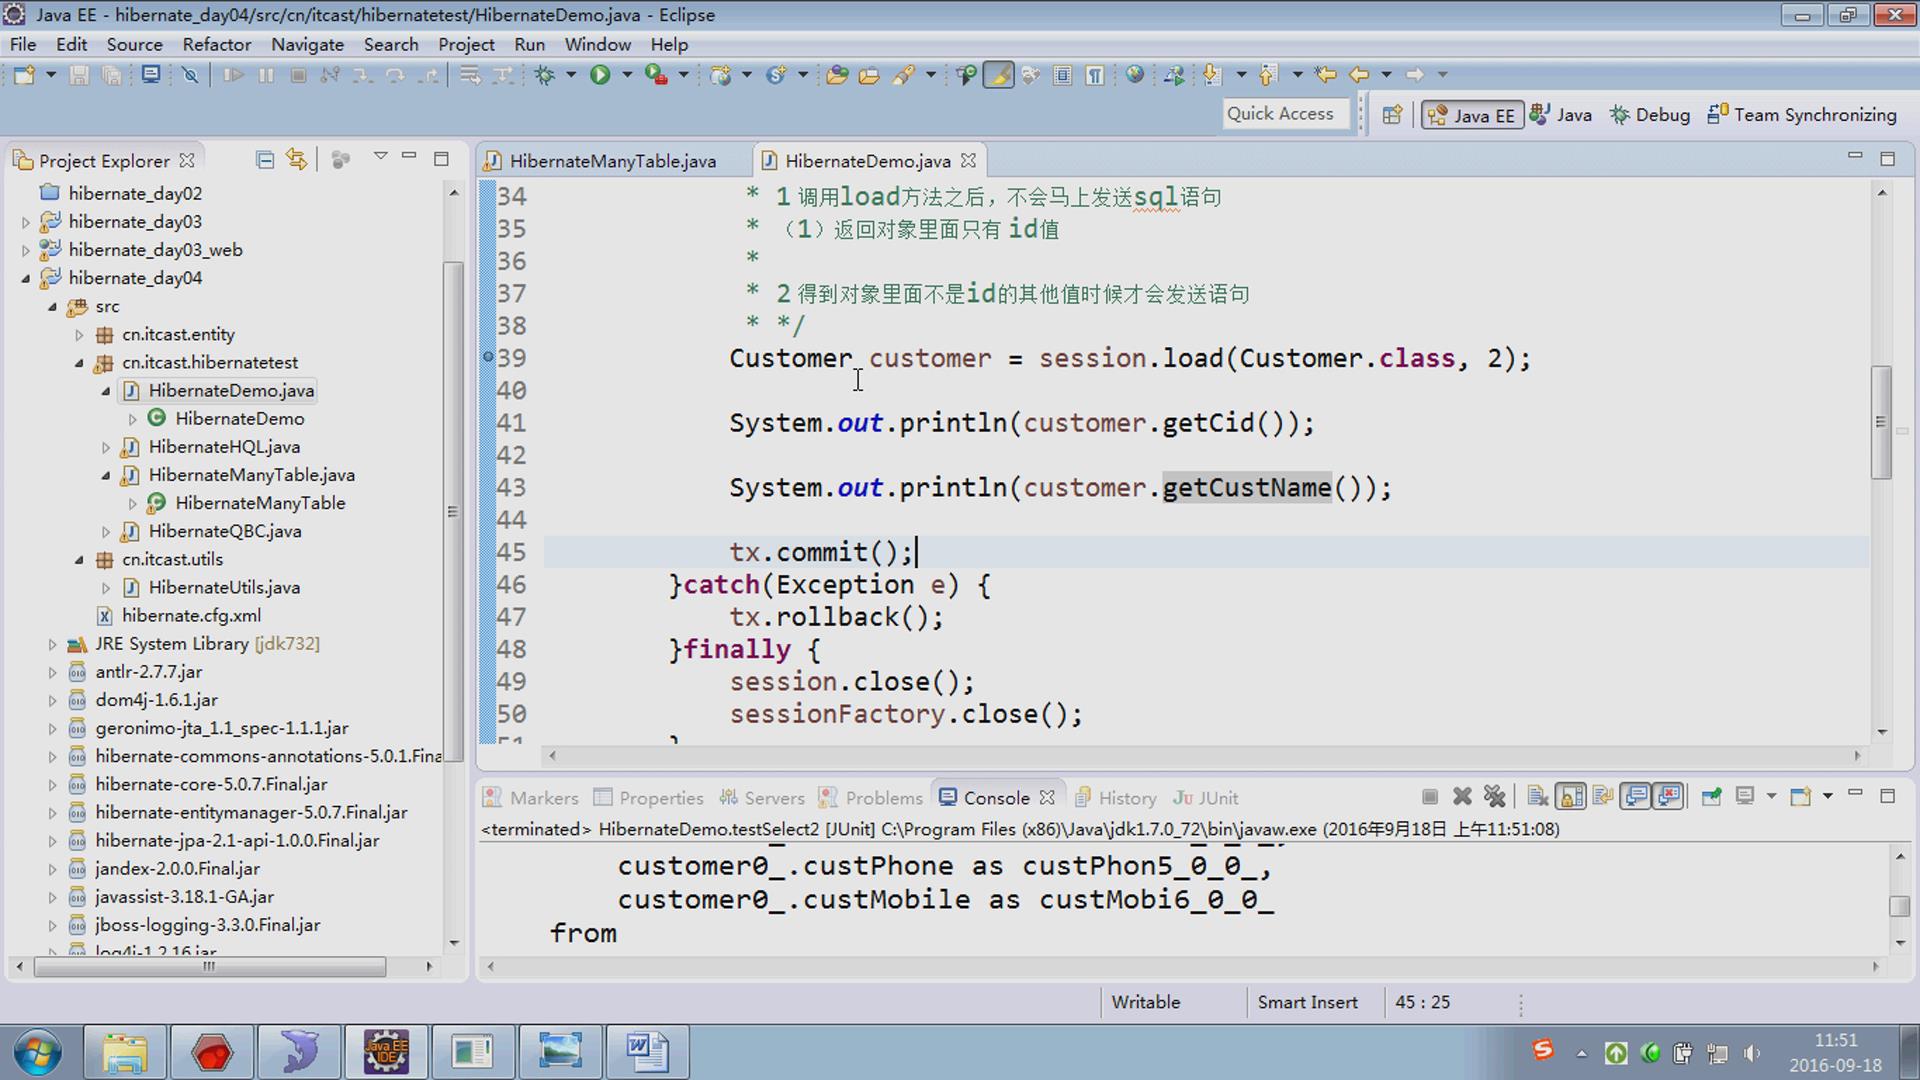 Java EE - hibernate_day04/src/cn/itcast/hibernatetest/HibernateDemo.java - Eclipse
File Edit Source Refactor Navigate Search Project Run Window Help
Quick Access
Java EE Java Debug Team Synchronizing
Project Explorer
hibernate_day02
hibernate_day03
hibernate_day03_web
hibernate_day04
src
cn.itcast.entity
cn.itcast.hibernatetest
HibernateDemo.java
HibernateDemo
HibernateHQL.java
HibernateManyTable.java
HibernateManyTable
HibernateQBC.java
cn.itcast.utils
HibernateUtils.java
hibernate.cfg.xml
JRE System Library [jdk732]
antlr-2.7.7.jar
dom4j-1.6.1.jar
geronimo-jta_1.1_spec-1.1.1.jar
hibernate-commons-annotations-5.0.1.Fina
hibernate-core-5.0.7.Final.jar
hibernate-entitymanager-5.0.7.Final.jar
hibernate-jpa-2.1-api-1.0.0.Final.jar
jandex-2.0.0.Final.jar
javassist-3.18.1-GA.jar
jboss-logging-3.3.0.Final.jar
log4j-1.2.16.jar
HibernateManyTable.java HibernateDemo.java
34 * 1 调用load方法之后，不会马上发送sql语句
35 * （1）返回对象里面只有 id值
36 *
37 * 2 得到对象里面不是id的其他值时候才会发送语句
38 * */
39 Customer customer = session.load(Customer.class, 2);
40
41 System.out.println(customer.getCid());
42
43 System.out.println(customer.getCustName());
44
45 tx.commit();
46 }catch(Exception e) {
47 tx.rollback();
48 }finally {
49 session.close();
50 sessionFactory.close();
51 }
Markers Properties Servers Problems Console History JUnit
<terminated> HibernateDemo.testSelect2 [JUnit] C:\Program Files (x86)\Java\jdk1.7.0_72\bin\javaw.exe (2016年9月18日 上午11:51:08)
customer0_.custPhone as custPhon5_0_0_,
customer0_.custMobile as custMobi6_0_0_
from
Writable Smart Insert 45 : 25
11:51
2016-09-18